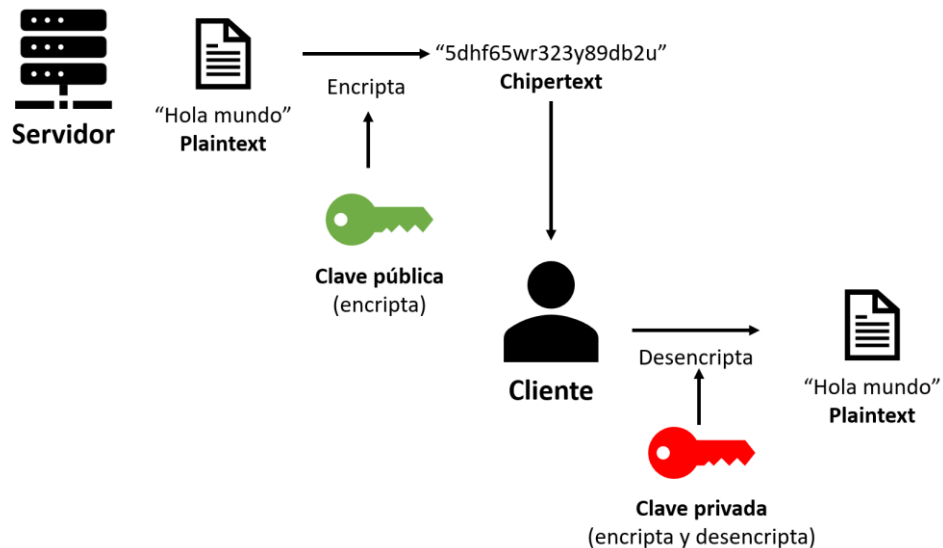 Servidor
“Hola mundo”
Plaintext
Encripta
“5dhf65wr323y89db2u”
Chipertext
Clave pública
(encripta)
Cliente
Desencripta
“Hola mundo”
Plaintext
Clave privada
(encripta y desencripta)